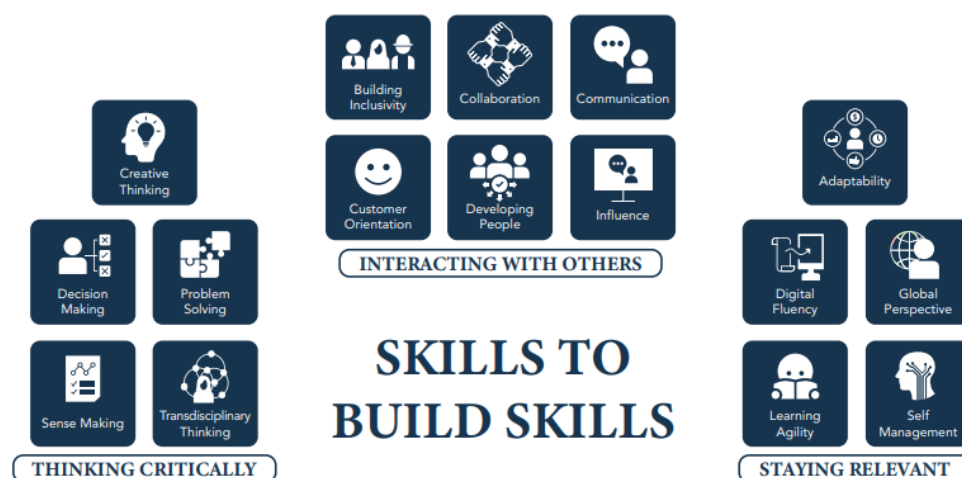 Building
Inclusivity
Collaboration
Communication
Customer
Orientation
Developing
People
Influence
INTERACTING WITH OTHERS
Creative
Thinking
Decision
Making
Problem
Solving
Sense Making
Transdisciplinary
Thinking
THINKING CRITICALLY
SKILLS TO
BUILD SKILLS
Adaptability
Digital
Fluency
Global
Perspective
Learning
Agility
Self
Management
STAYING RELEVANT